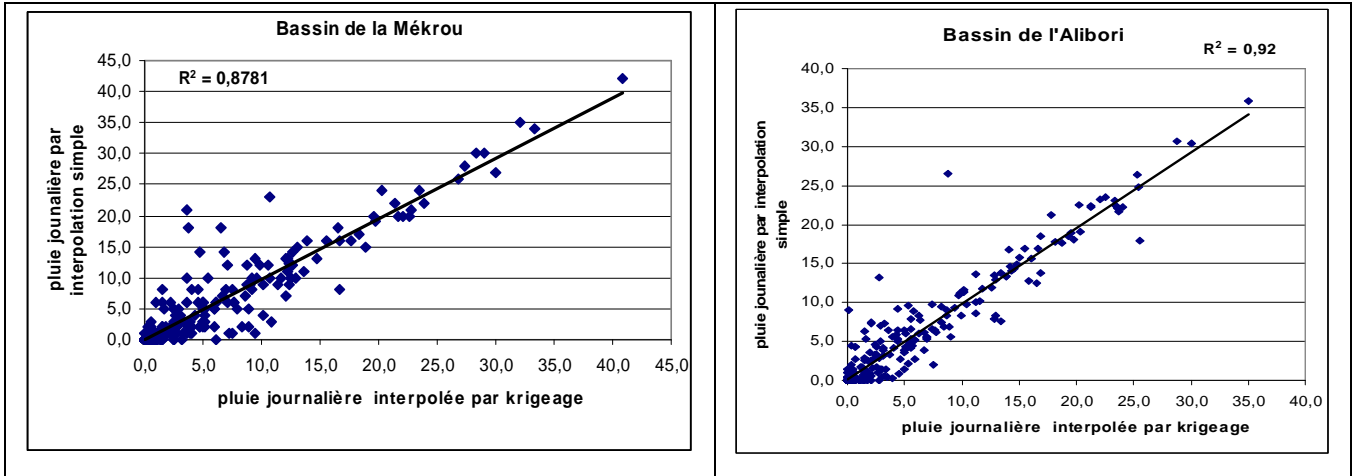 Bassin de la Mékrou
R² = 0,8781
45,0
40,0
35,0
30,0
25,0
20,0
15,0
10,0
5,0
0,0
pluie journalière par
interpolation simple
0,0 5,0 10,0 15,0 20,0 25,0 30,0 35,0 40,0 45,0
pluie journalière interpolée par krigeage
Bassin de l'Alibori
R² = 0,92
40,0
35,0
30,0
25,0
20,0
15,0
10,0
5,0
0,0
pluie jounalière par interpolation
simple
0,0 5,0 10,0 15,0 20,0 25,0 30,0 35,0 40,0
pluie journalière interpolée par krigeage